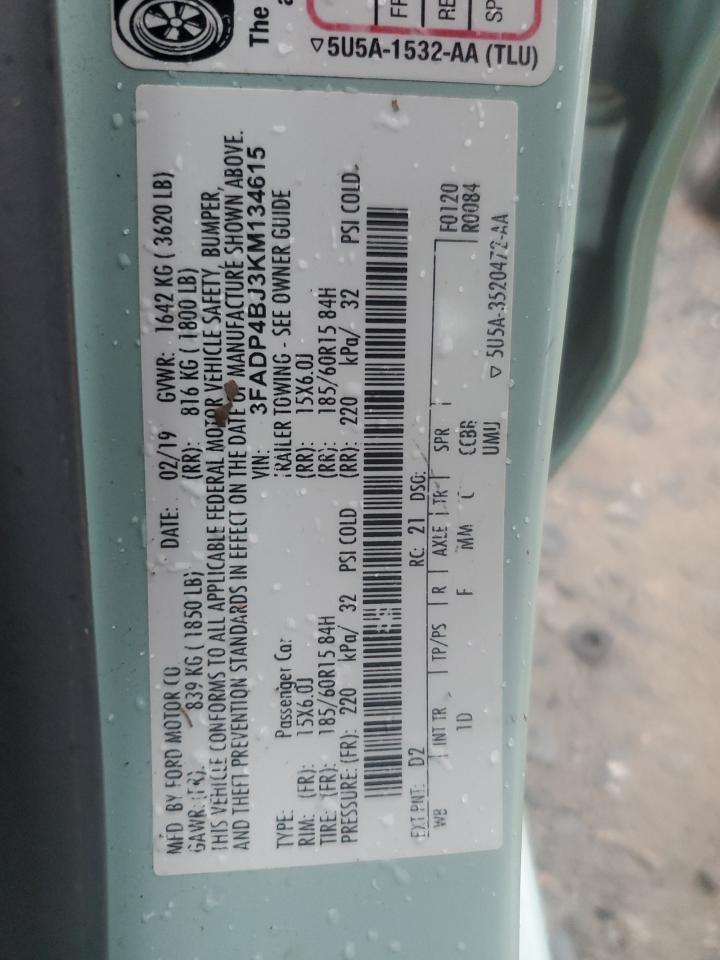 The
a
FR
RE
SP
▽5U5A-1532-AA (TLU)
MFD BY FORD MOTOR CO. DATE: 02/19 GVWR: 1642 KG ( 3620 LB)
GAWR: (FR): 839 KG ( 1850 LB) (RR): 816 KG ( 1800 LB)
THIS VEHICLE CONFORMS TO ALL APPLICABLE FEDERAL MOTOR VEHICLE SAFETY, BUMPER,
AND THEFT PREVENTION STANDARDS IN EFFECT ON THE DATE OF MANUFACTURE SHOWN ABOVE.
VIN: 3FADP4BJ3KM134615
TYPE: Passenger Car TRAILER TOWING - SEE OWNER GUIDE
RIM: (FR): 15X6.0J (RR): 15X6.0J
TIRE: (FR): 185/60R15 84H (RR): 185/60R15 84H
PRESSURE: (FR): 220 kPa/ 32 PSI COLD (RR): 220 kPa/ 32 PSI COLD.
EXT PNT: D2 RC: 21 DSG: F0120
WB INT TR TP/PS R AXLE TR SPR R0084
1D F MM CCBR
UMU ▽ 5U5A-3520472-AA